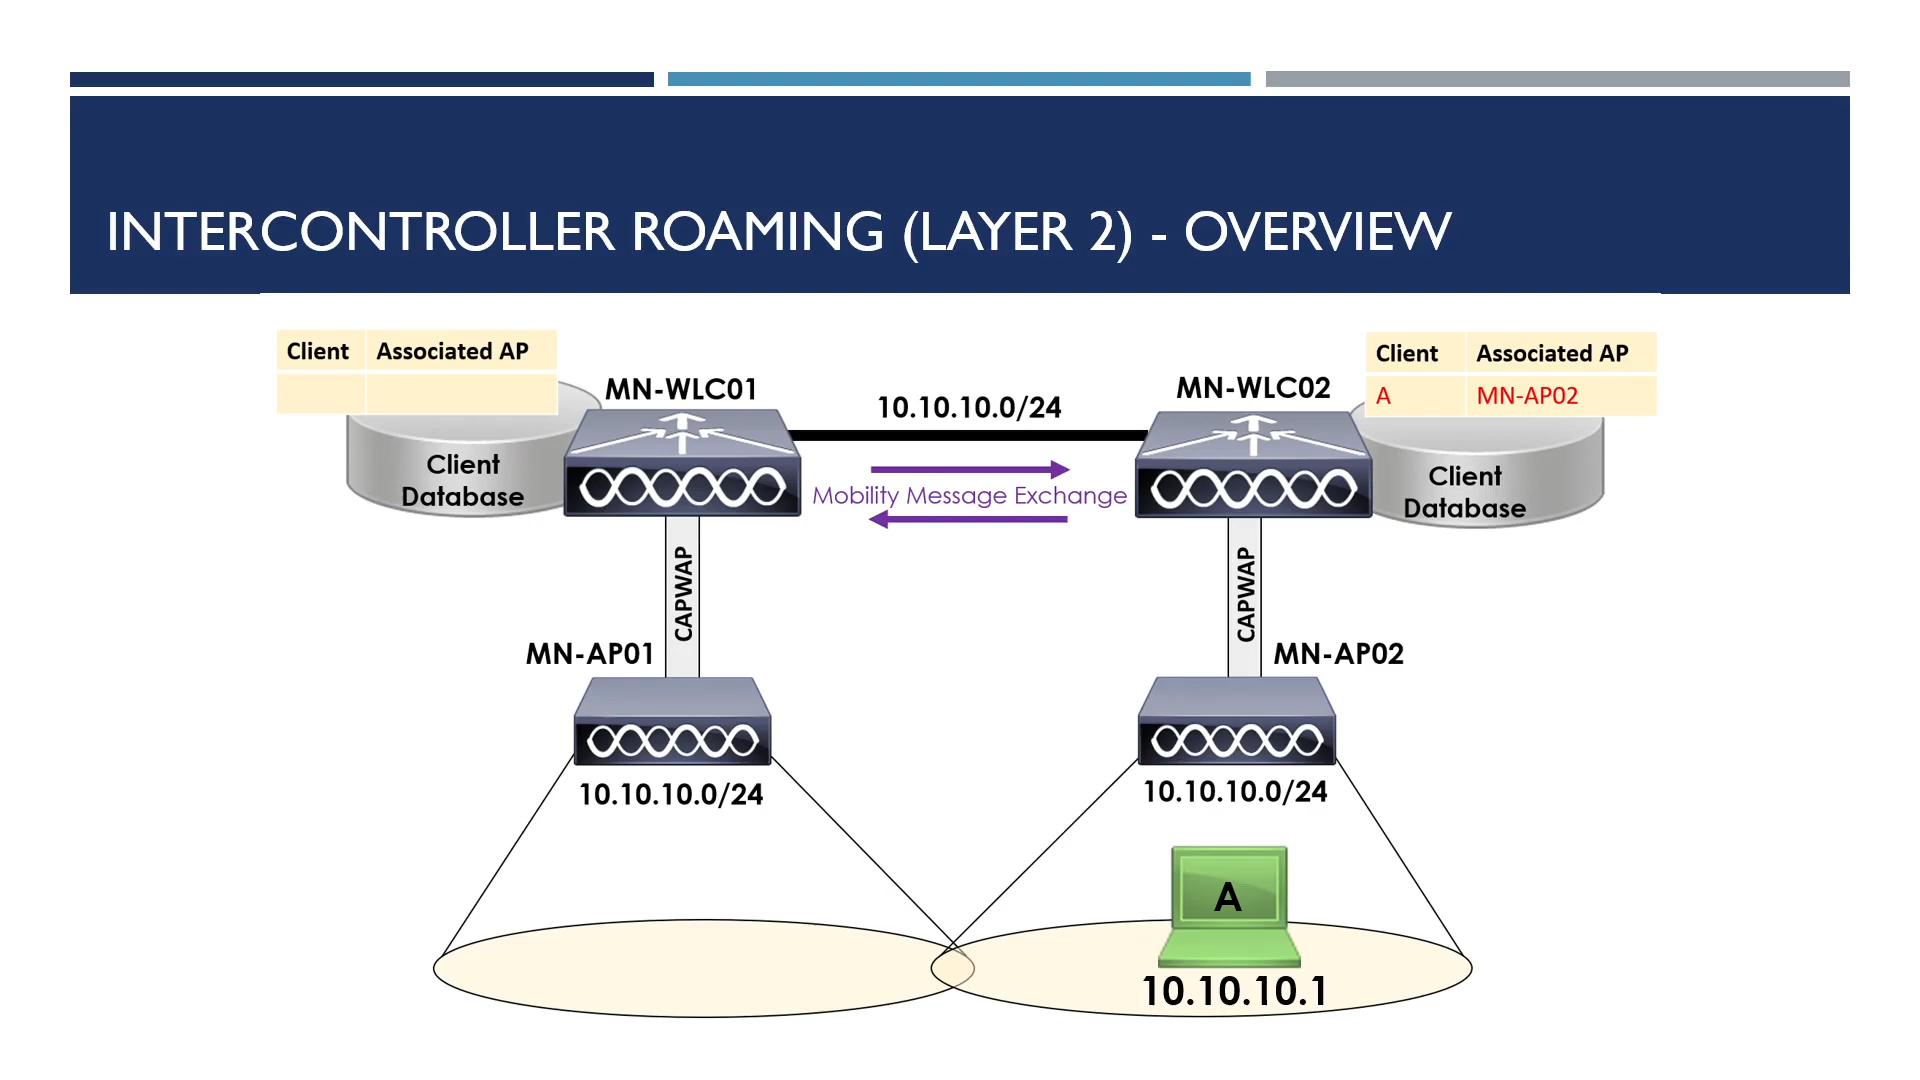 INTERCONTROLLER ROAMING (LAYER 2) - OVERVIEW
Client Associated AP
Client Associated AP
A MN-AP02
MN-WLC01
MN-WLC02
10.10.10.0/24
Client
Database
Mobility Message Exchange
Client
Database
CAPWAP
CAPWAP
MN-AP01
MN-AP02
10.10.10.0/24
10.10.10.0/24
A
10.10.10.1